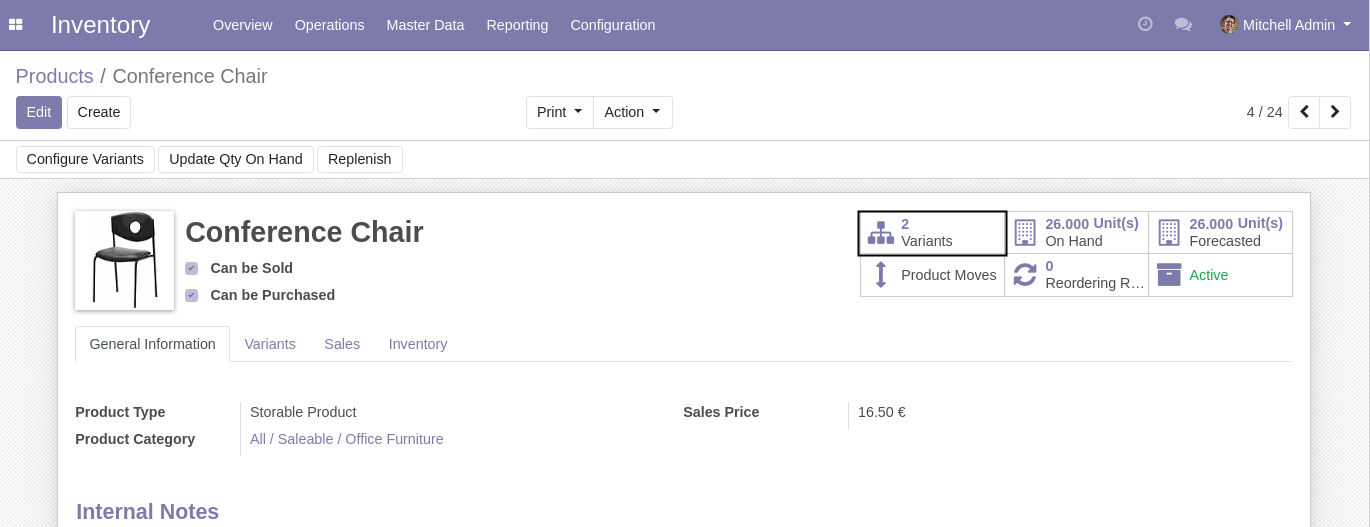 Inventory Overview Operations Master Data Reporting Configuration Mitchell Admin
Products / Conference Chair
Edit Create Print Action 4 / 24
Configure Variants Update Qty On Hand Replenish
Conference Chair
Can be Sold
Can be Purchased
2 Variants
26.000 Unit(s) On Hand
26.000 Unit(s) Forecasted
Product Moves
0 Reordering R...
Active
General Information Variants Sales Inventory
Product Type Storable Product
Product Category All / Saleable / Office Furniture
Sales Price 16.50 €
Internal Notes